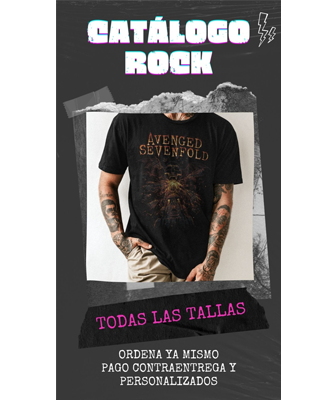 CATÁLOGO
ROCK
AVENGED
SEVENFOLD
TODAS LAS TALLAS
ORDENA YA MISMO
PAGO CONTRAENTREGA Y
PERSONALIZADOS